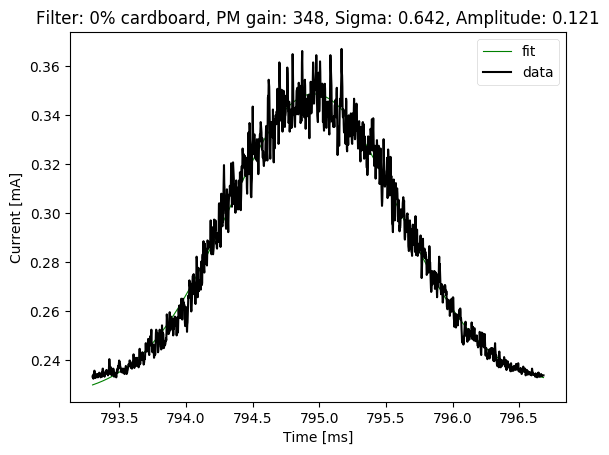 Filter: 0% cardboard, PM gain: 348, Sigma: 0.642, Amplitude: 0.121
fit
data
0.36
0.34
0.32
0.30
0.28
0.26
0.24
Current [mA]
793.5 794.0 794.5 795.0 795.5 796.0 796.5
Time [ms]